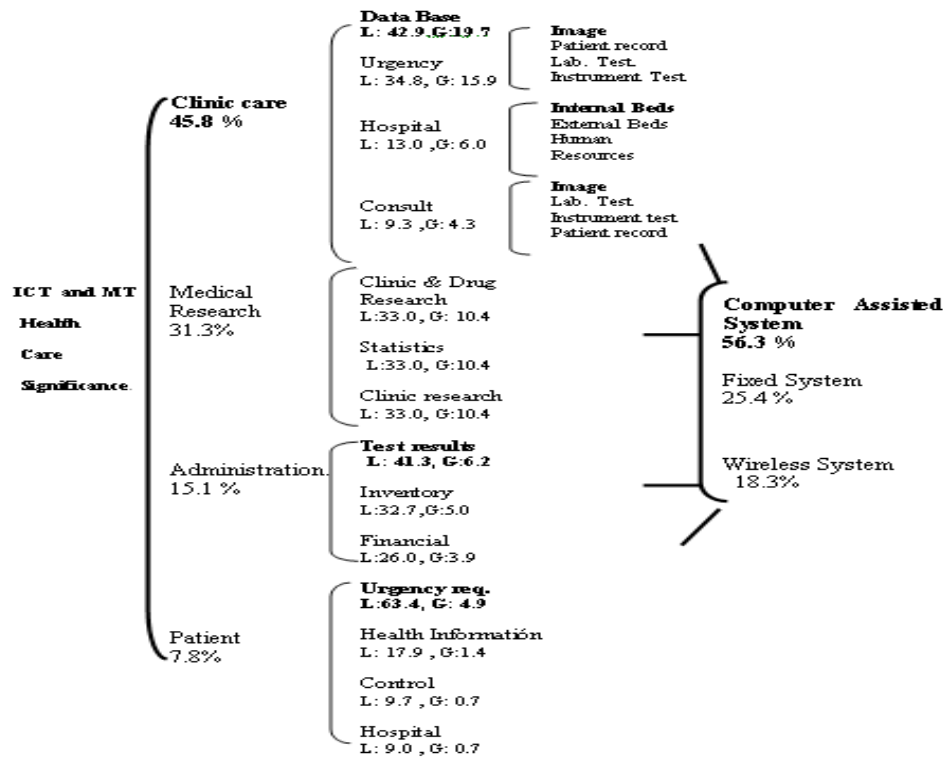 ICT and MT
Health
Care
Significance.
Clinic care
45.8 %
Medical
Research
31.3%
Administration.
15.1 %
Patient
7.8%
Data Base
L: 42.9,G:19.7
Urgency
L: 34.8, G: 15.9
Hospital
L: 13.0 ,G: 6.0
Consult
L: 9.3 ,G: 4.3
Clinic & Drug
Research
L:33.0, G: 10.4
Statistics
L:33.0, G:10.4
Clinic research
L: 33.0, G:10.4
Test results
L: 41.3, G:6.2
Inventory
L:32.7,G:5.0
Financial
L:26.0, G:3.9
Urgency req.
L:63.4, G: 4.9
Health Informatión
L: 17.9 , G:1.4
Control
L: 9.7 , G: 0.7
Hospital
L: 9.0 , G: 0.7
Image
Patient record
Lab. Test
Instrument Test
Internal Beds
External Beds
Human
Resources
Image
Lab. Test
Instrument test
Patient record
Computer Assisted
System
56.3 %
Fixed System
25.4 %
Wireless System
18.3%